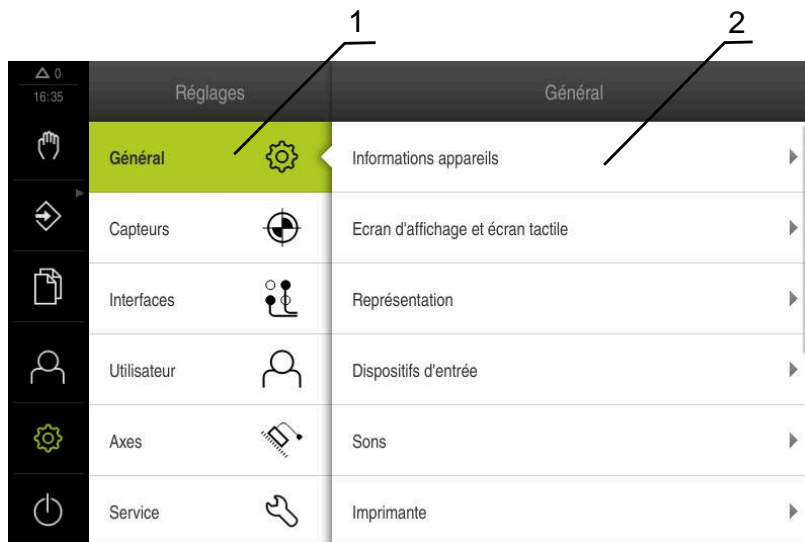 1
2
0
16:35
Réglages
Général
Général
Informations appareils
Capteurs
Ecran d'affichage et écran tactile
Interfaces
Représentation
Utilisateur
Dispositifs d'entrée
Axes
Sons
Service
Imprimante